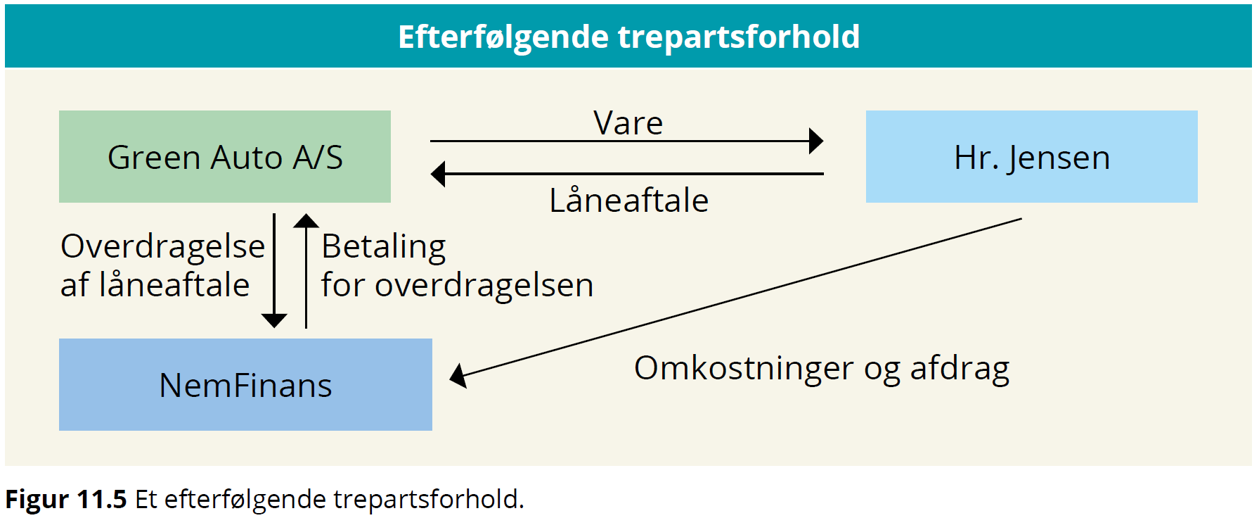 Efterfølgende trepartsforhold
Green Auto A/S
Vare
Låneaftale
Hr. Jensen
Overdragelse
af låneaftale
Betaling
for overdragelsen
NemFinans
Omkostninger og afdrag
Figur 11.5 Et efterfølgende trepartsforhold.